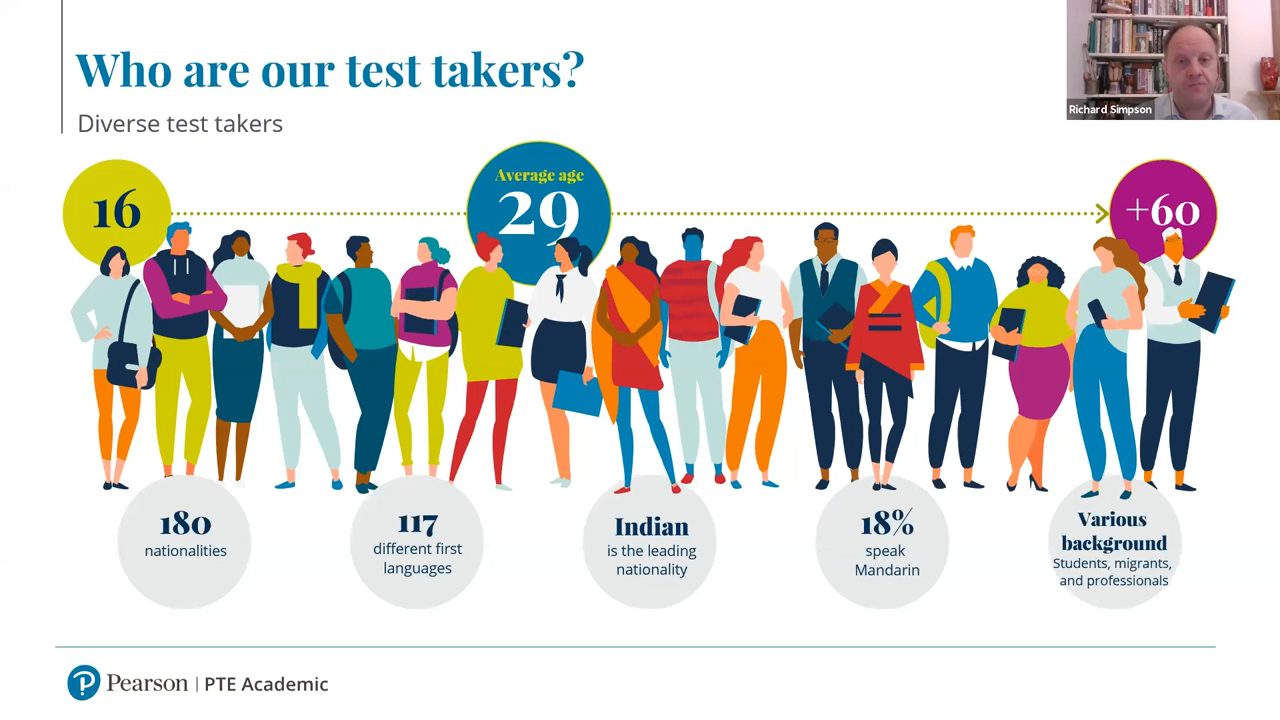 Who are our test takers?
Diverse test takers
Richard Simpson
16
Average age
29
+60
180
nationalities
117
different first
languages
Indian
is the leading
nationality
18%
speak
Mandarin
Various
background
Students, migrants,
and professionals
Pearson | PTE Academic